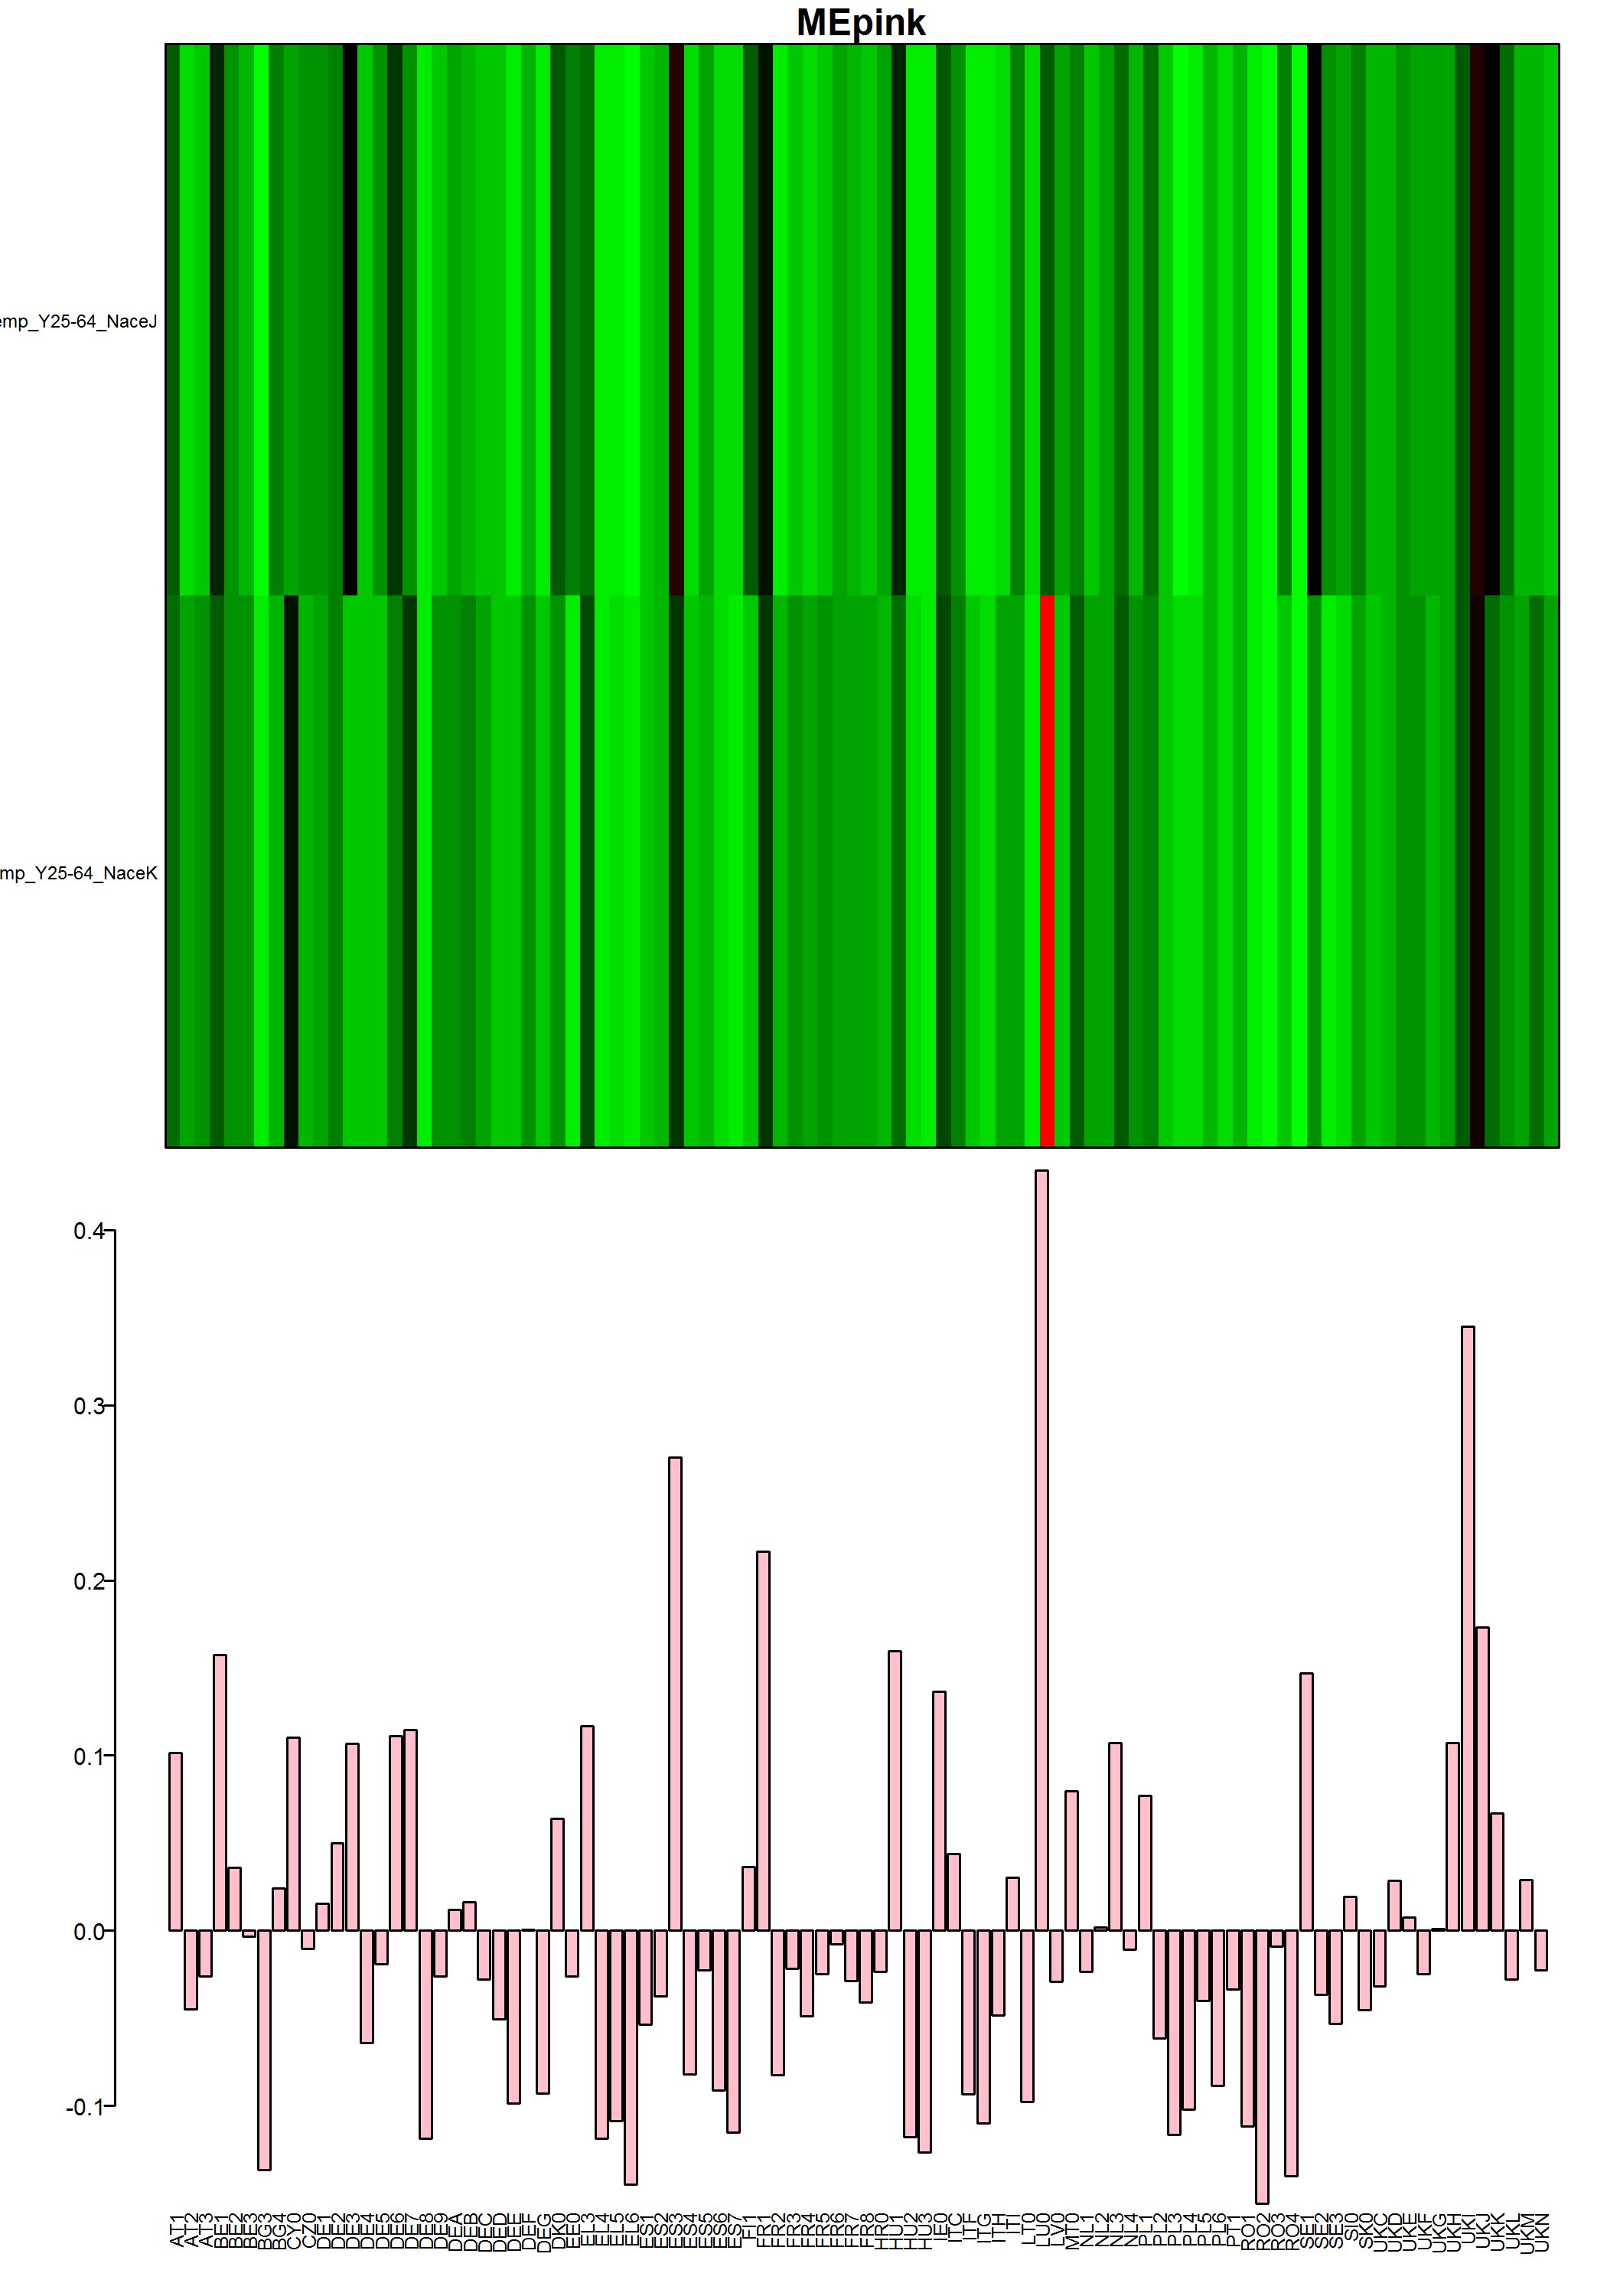 MEpink
emp_Y25-64_NaceJ
mp_Y25-64_NaceK
0.4
0.3
0.2
0.1
0.0
-0.1
AT1
AT2
AT3
BE1
BE2
BE3
BG3
BG4
CY0
CZ0
DE1
DE2
DE3
DE4
DE5
DE6
DE7
DE8
DE9
DEA
DEB
DEC
DED
DEE
DEF
DEG
DK0
EE0
EL3
EL4
EL5
EL6
ES1
ES2
ES3
ES4
ES5
ES6
ES7
FI1
FR1
FR2
FR3
FR4
FR5
FR6
FR7
FR8
HR0
HU1
HU2
HU3
IE0
ITC
ITF
ITG
ITH
ITI
LT0
LU0
LV0
MT0
NL1
NL2
NL3
NL4
PL1
PL2
PL3
PL4
PL5
PL6
PT1
RO1
RO2
RO3
RO4
SE1
SE2
SE3
SI0
SK0
UKC
UKD
UKE
UKF
UKG
UKH
UKI
UKJ
UKK
UKL
UKM
UKN